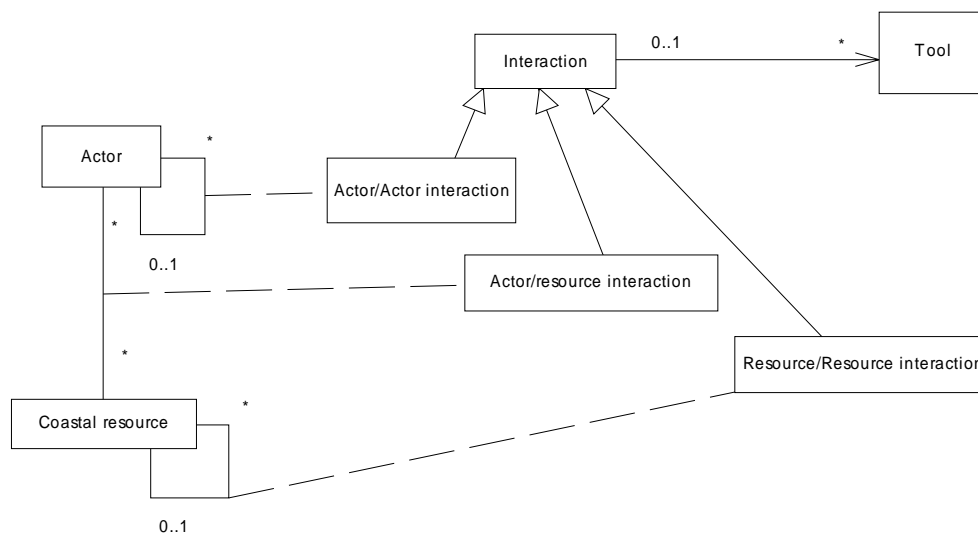 0..1
*
Tool
Interaction
*
Actor
Actor/Actor interaction
*
0..1
Actor/resource interaction
*
Resource/Resource interaction
*
Coastal resource
0..1